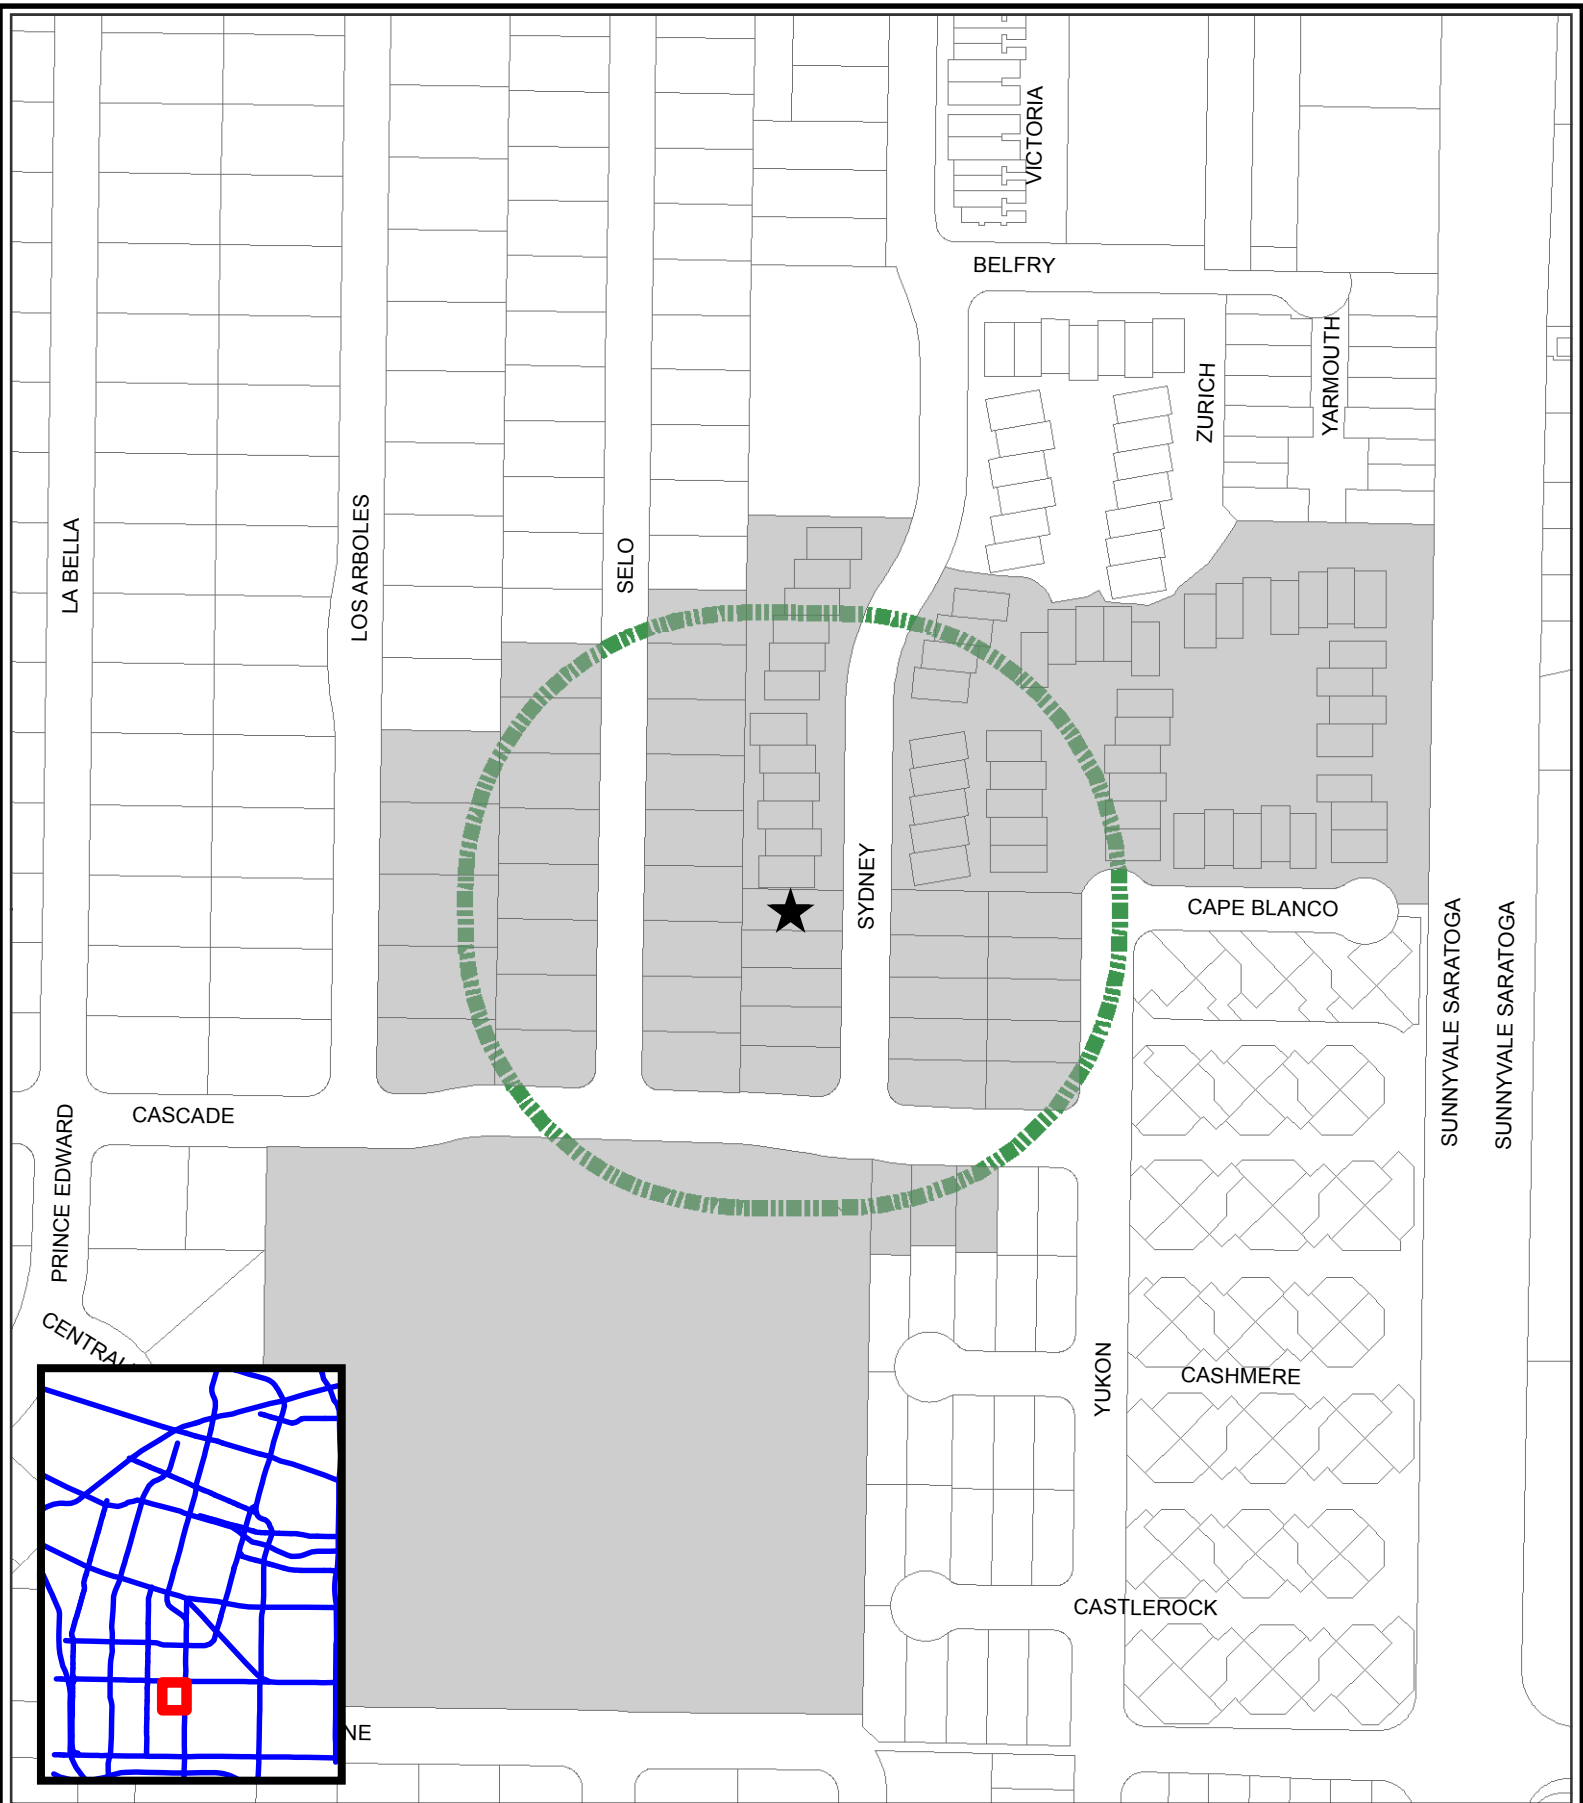 VICTORIA
BELFRY
ZURICH
YARMOUTH
LA BELLA
LOS ARBOLES
SELO
SYDNEY
CAPE BLANCO
SUNNYVALE SARATOGA
SUNNYVALE SARATOGA
CASCADE
PRINCE EDWARD
CENTRAL
YUKON
CASHMERE
CASTLEROCK
NE